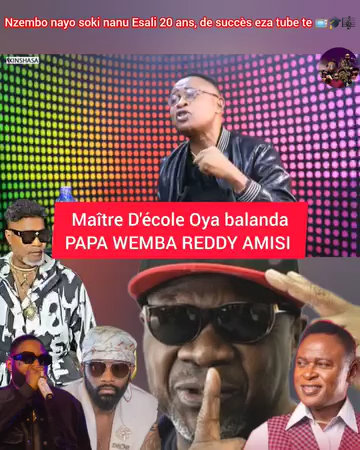 Nzembo nayo soki nanu Esali 20 ans, de succès eza tube te
KINSHASA
Maître D'école Oya balanda
PAPA WEMBA REDDY AMISI